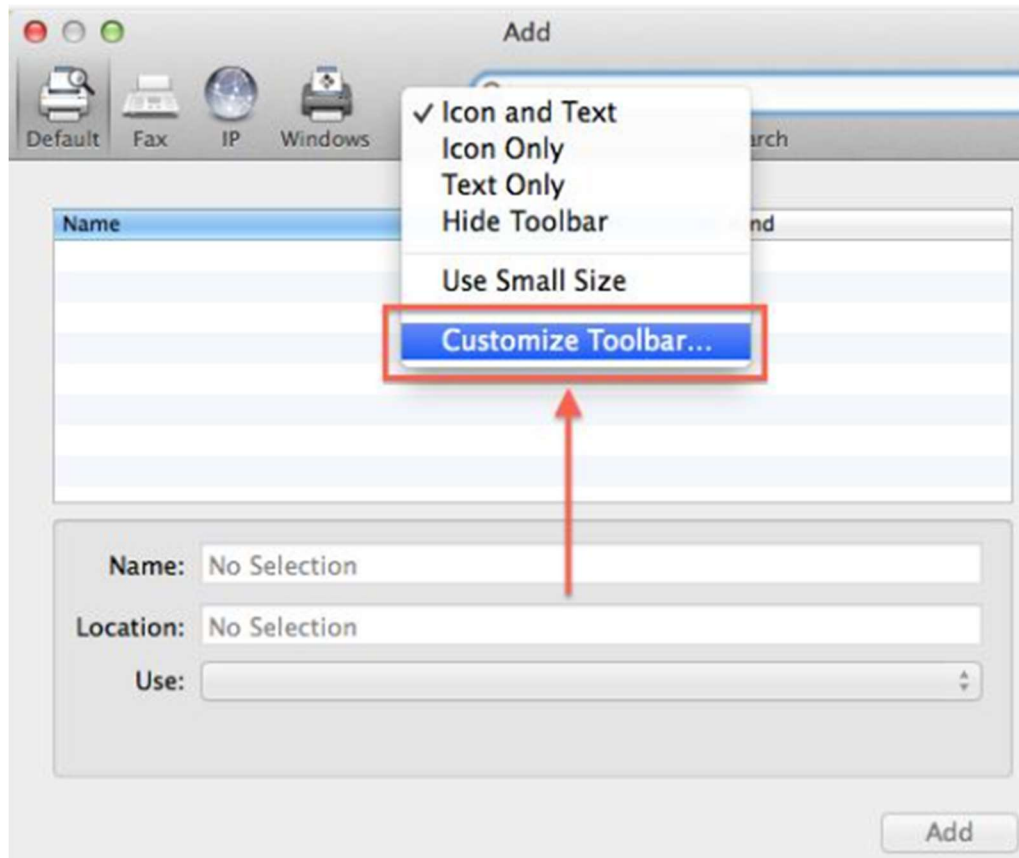 Add
Default Fax IP Windows
✓ Icon and Text
Icon Only
Text Only
Hide Toolbar
Use Small Size
Customize Toolbar...
Name
Name: No Selection
Location: No Selection
Use:
Add